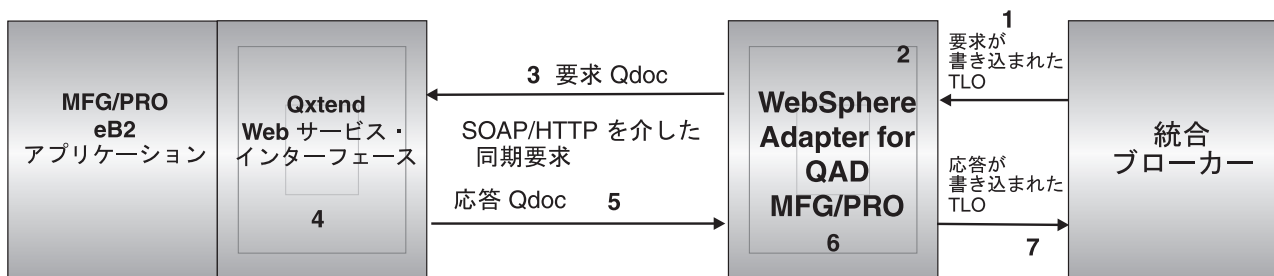 MFG/PRO
eB2
アプリケーション
Qxtend
Web サービス・
インターフェース
4
3 要求 Qdoc
SOAP/HTTP を介した
同期要求
応答 Qdoc 5
2
WebSphere
Adapter for
QAD
MFG/PRO
6
1
要求が
書き込まれた
TLO
応答が
書き込まれた
TLO
7
統合
ブローカー